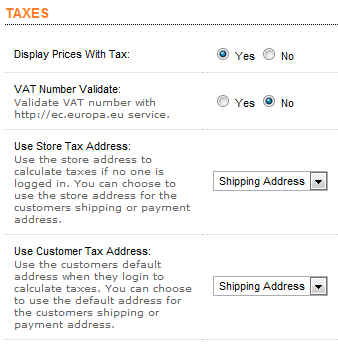 TAXES
Display Prices With Tax:
Yes No
VAT Number Validate:
Validate VAT number with
http://ec.europa.eu service.
Yes No
Use Store Tax Address:
Use the store address to
calculate taxes if no one is
logged in. You can choose to
use the store address for the
customers shipping or payment
address.
Shipping Address
Use Customer Tax Address:
Use the customers default
address when they login to
calculate taxes. You can choose
to use the default address for
the customers shipping or
payment address.
Shipping Address